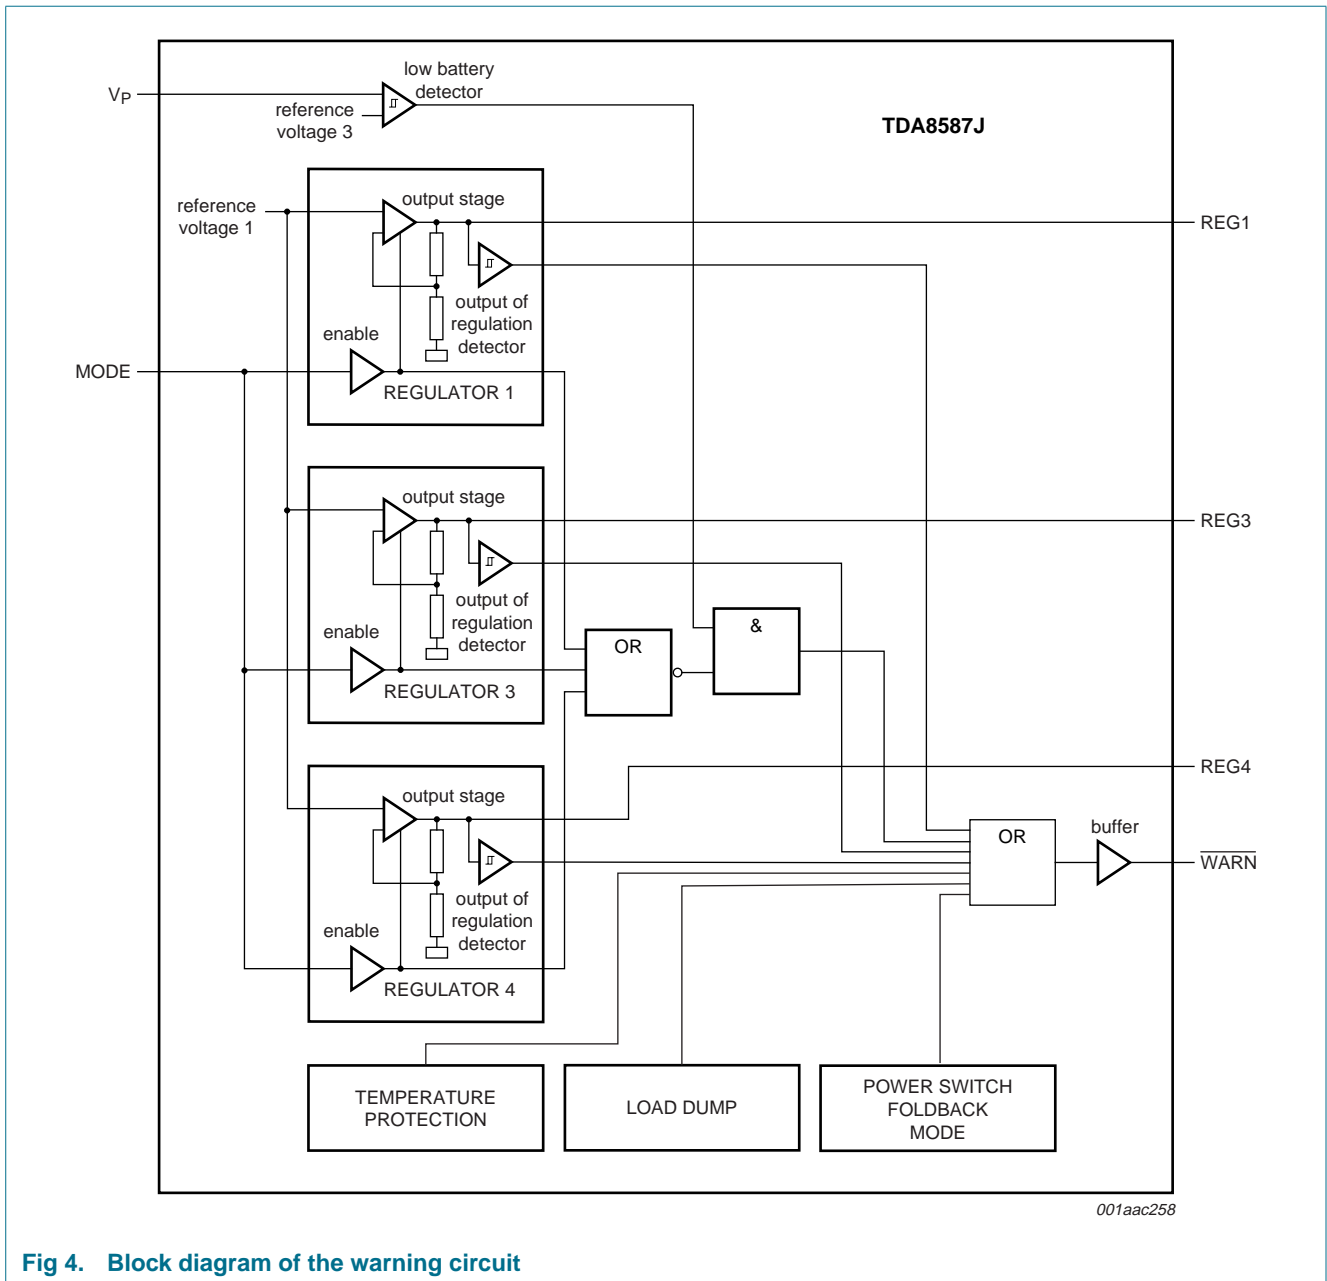 low battery
detector
VP
reference
voltage 3
TDA8587J
output stage
reference
voltage 1
REG1
output of
regulation
detector
enable
MODE
REGULATOR 1
output stage
REG3
output of
regulation
detector
enable
REGULATOR 3
OR
&
REG4
output stage
output of
regulation
detector
enable
REGULATOR 4
OR
buffer
WARN
TEMPERATURE
PROTECTION
LOAD DUMP
POWER SWITCH
FOLDBACK
MODE
001aac258
Fig 4. Block diagram of the warning circuit